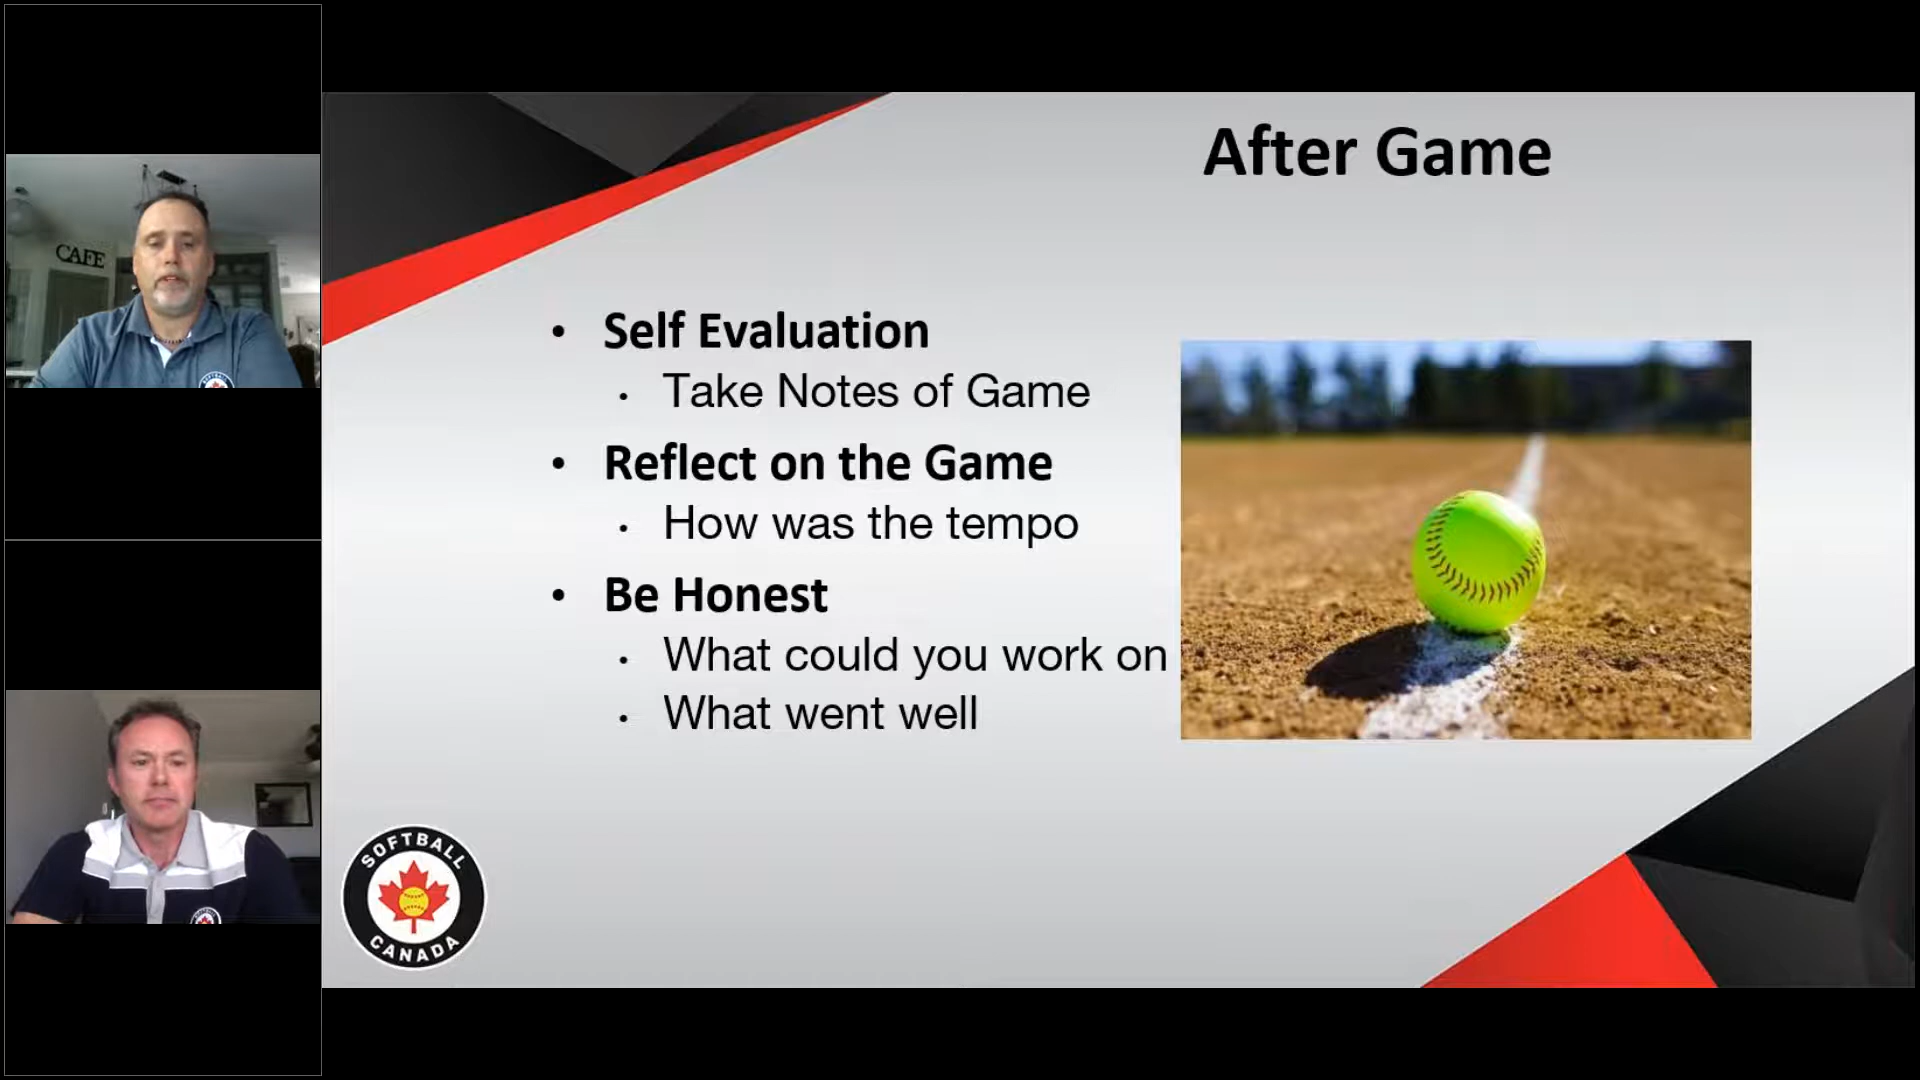 CAFE
After Game
• Self Evaluation
• Take Notes of Game
• Reflect on the Game
• How was the tempo
• Be Honest
• What could you work on
• What went well
SOFTBALL
CANADA